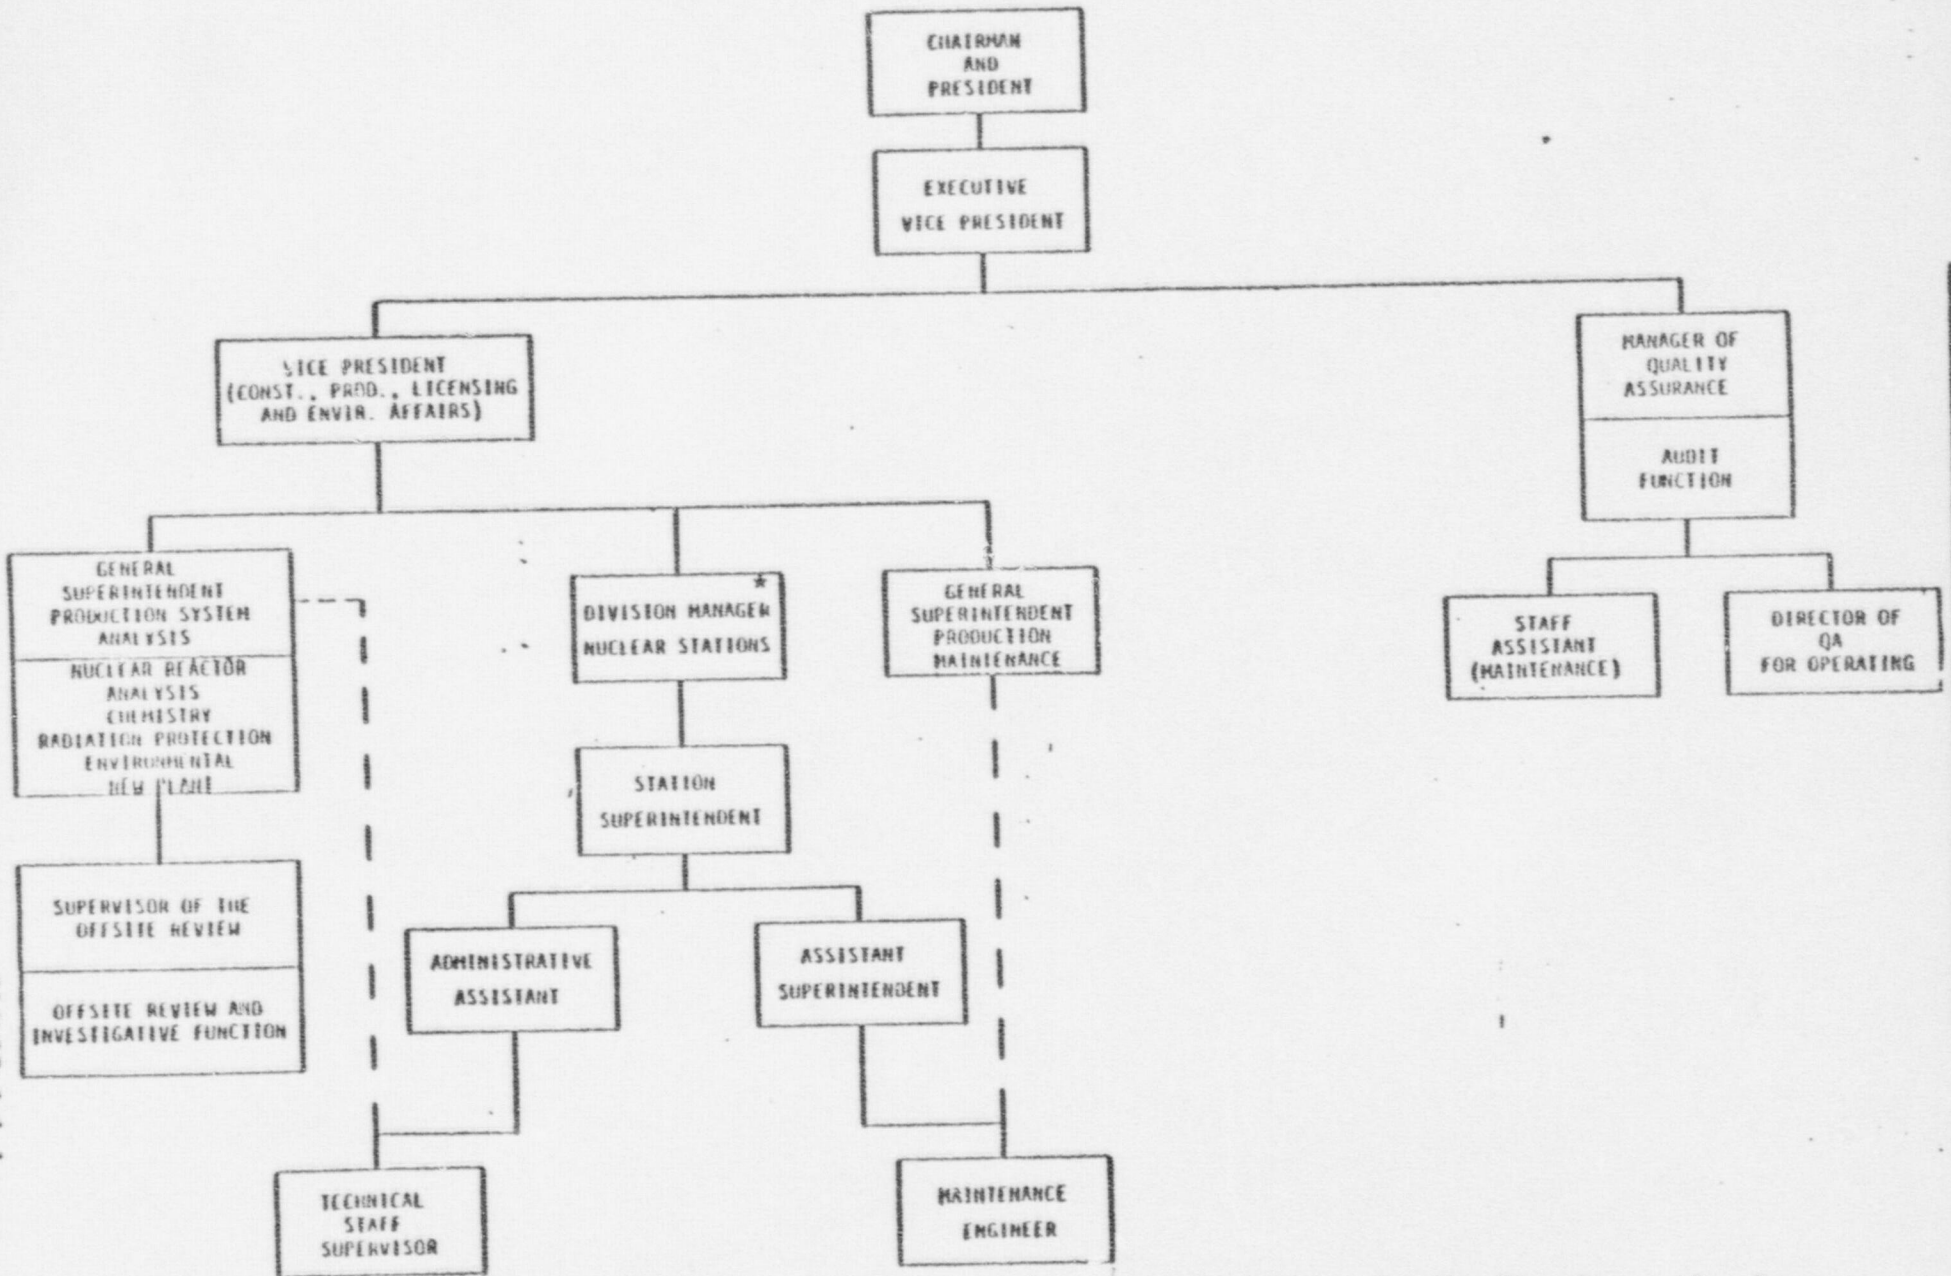 CHAIRMAN
AND
PRESIDENT
EXECUTIVE
VICE PRESIDENT
VICE PRESIDENT
(CONST., PROD., LICENSING
AND ENVIR. AFFAIRS)
MANAGER OF
QUALITY
ASSURANCE
AUDIT
FUNCTION
GENERAL
SUPERINTENDENT
PRODUCTION SYSTEM
ANALYSIS
NUCLEAR REACTOR
ANALYSIS
CHEMISTRY
RADIATION PROTECTION
ENVIRONMENTAL
NEW PLANT
*
DIVISION MANAGER
NUCLEAR STATIONS
GENERAL
SUPERINTENDENT
PRODUCTION
MAINTENANCE
STAFF
ASSISTANT
(MAINTENANCE)
DIRECTOR OF
QA
FOR OPERATING
STATION
SUPERINTENDENT
SUPERVISOR OF THE
OFFSITE REVIEW
OFFSITE REVIEW AND
INVESTIGATIVE FUNCTION
ADMINISTRATIVE
ASSISTANT
ASSISTANT
SUPERINTENDENT
TECHNICAL
STAFF
SUPERVISOR
MAINTENANCE
ENGINEER